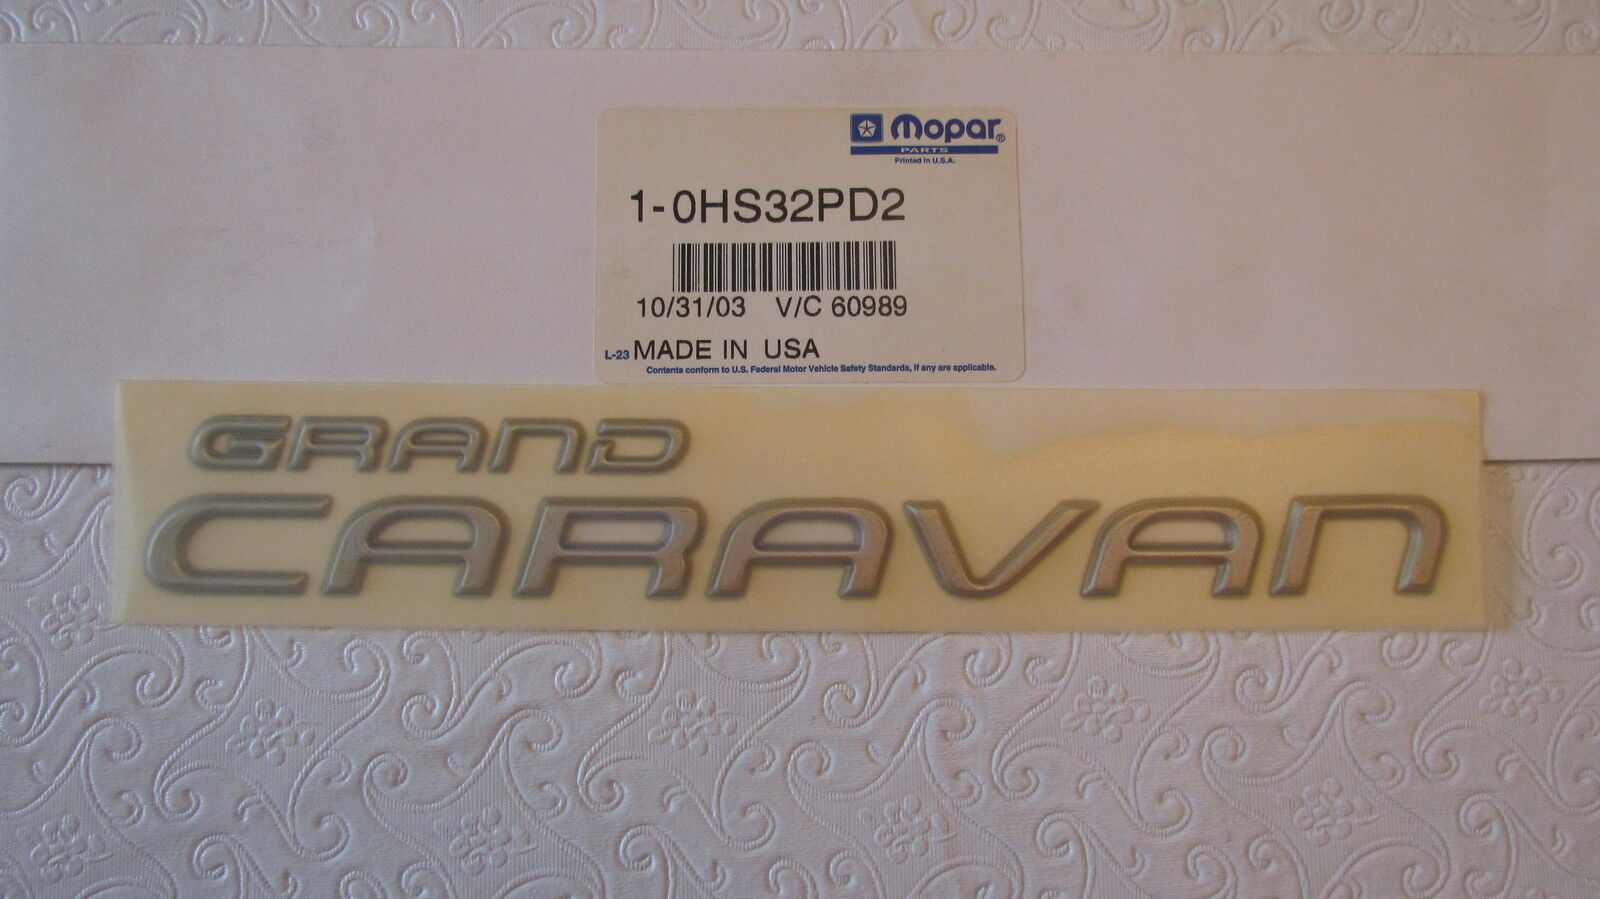 Mopar®
PARTS
Printed in U.S.A.
1-0HS32PD2
10/31/03 V/C 60989
L-23 MADE IN USA
Contents conform to U.S. Federal Motor Vehicle Safety Standards, if any are applicable.
GRAND
CARAVAN